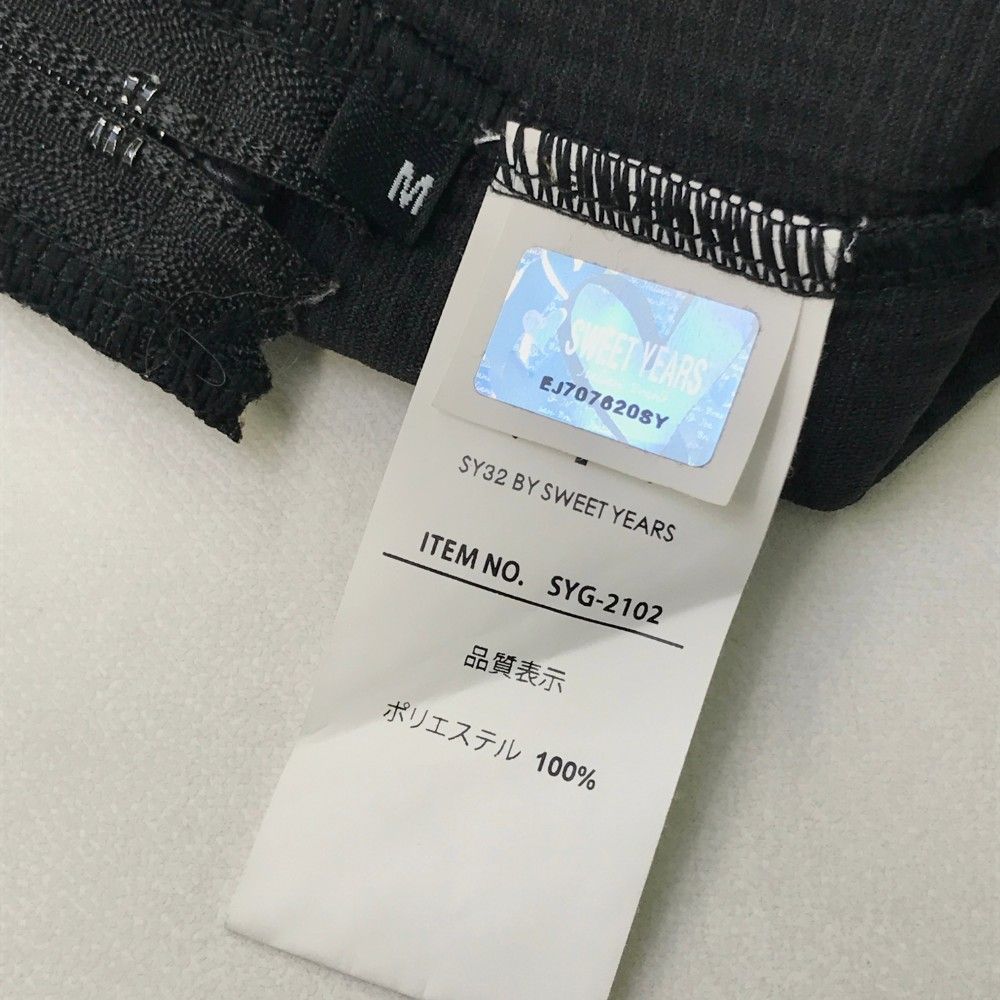 M
SWEET YEARS
EJ707620SY
SY32 BY SWEET YEARS
ITEM NO. SYG-2102
品質表示
ポリエステル 100%